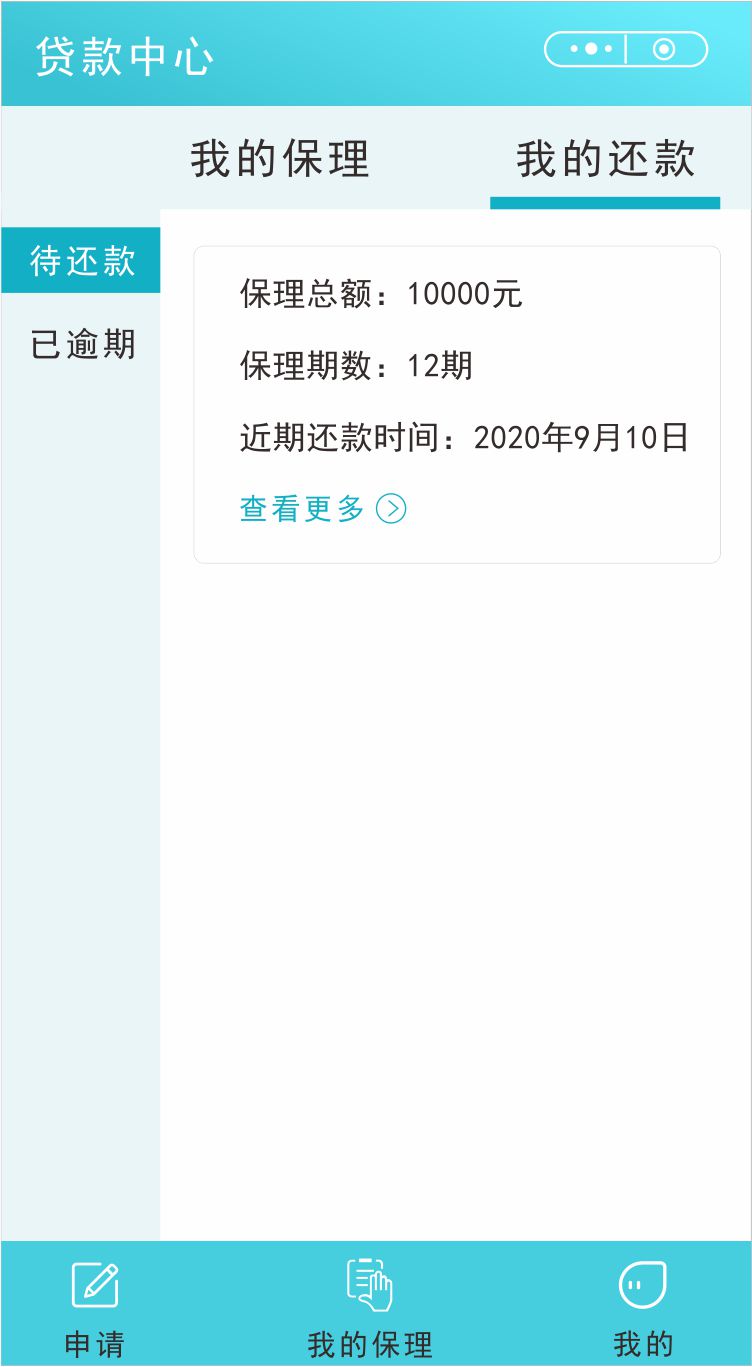 贷款中心
我的保理
我的还款
待还款
已逾期
保理总额：10000元
保理期数：12期
近期还款时间：2020年9月10日
查看更多
申请
我的保理
我的